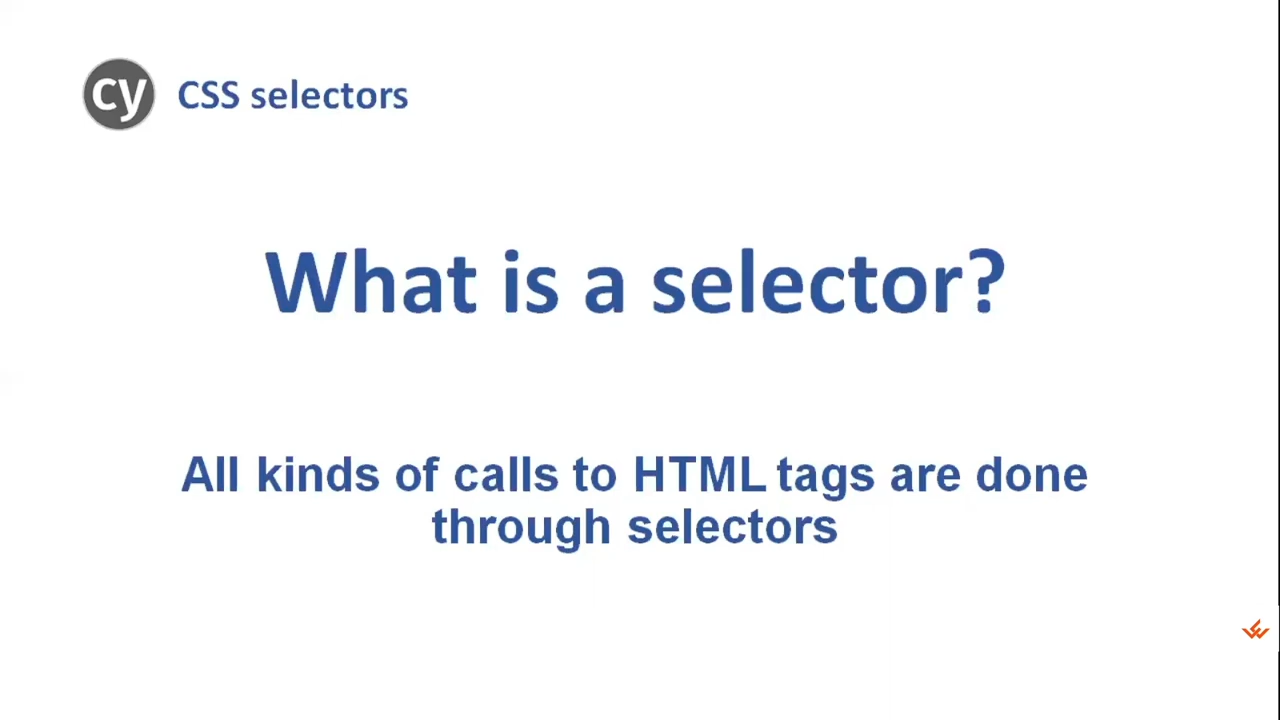 cy
CSS selectors
What is a selector?
All kinds of calls to HTML tags are done
through selectors